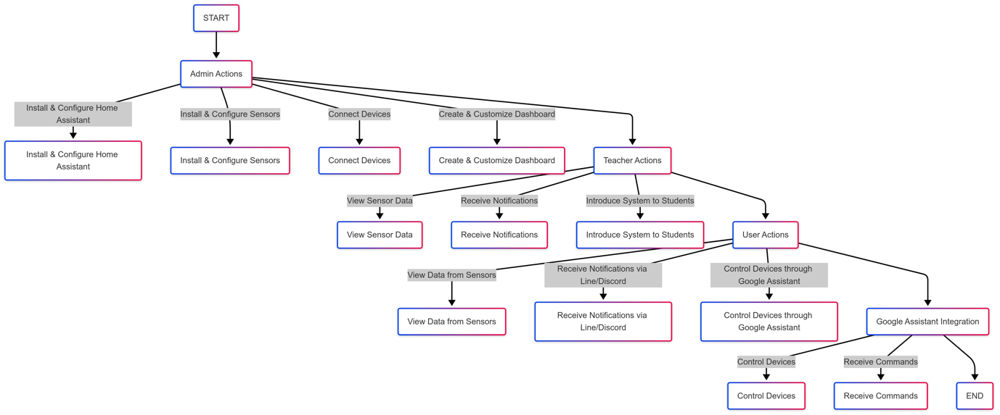 START
Admin Actions
Install & Configure Home
Assistant
Install & Configure Sensors
Connect Devices
Create & Customize Dashboard
Install & Configure Home
Assistant
Install & Configure Sensors
Connect Devices
Create & Customize Dashboard
Teacher Actions
View Sensor Data
Receive Notifications
Introduce System to Students
View Sensor Data
Receive Notifications
Introduce System to Students
User Actions
View Data from Sensors
Receive Notifications via
Line/Discord
Control Devices through
Google Assistant
View Data from Sensors
Receive Notifications via
Line/Discord
Control Devices through
Google Assistant
Google Assistant Integration
Control Devices
Receive Commands
Control Devices
Receive Commands
END